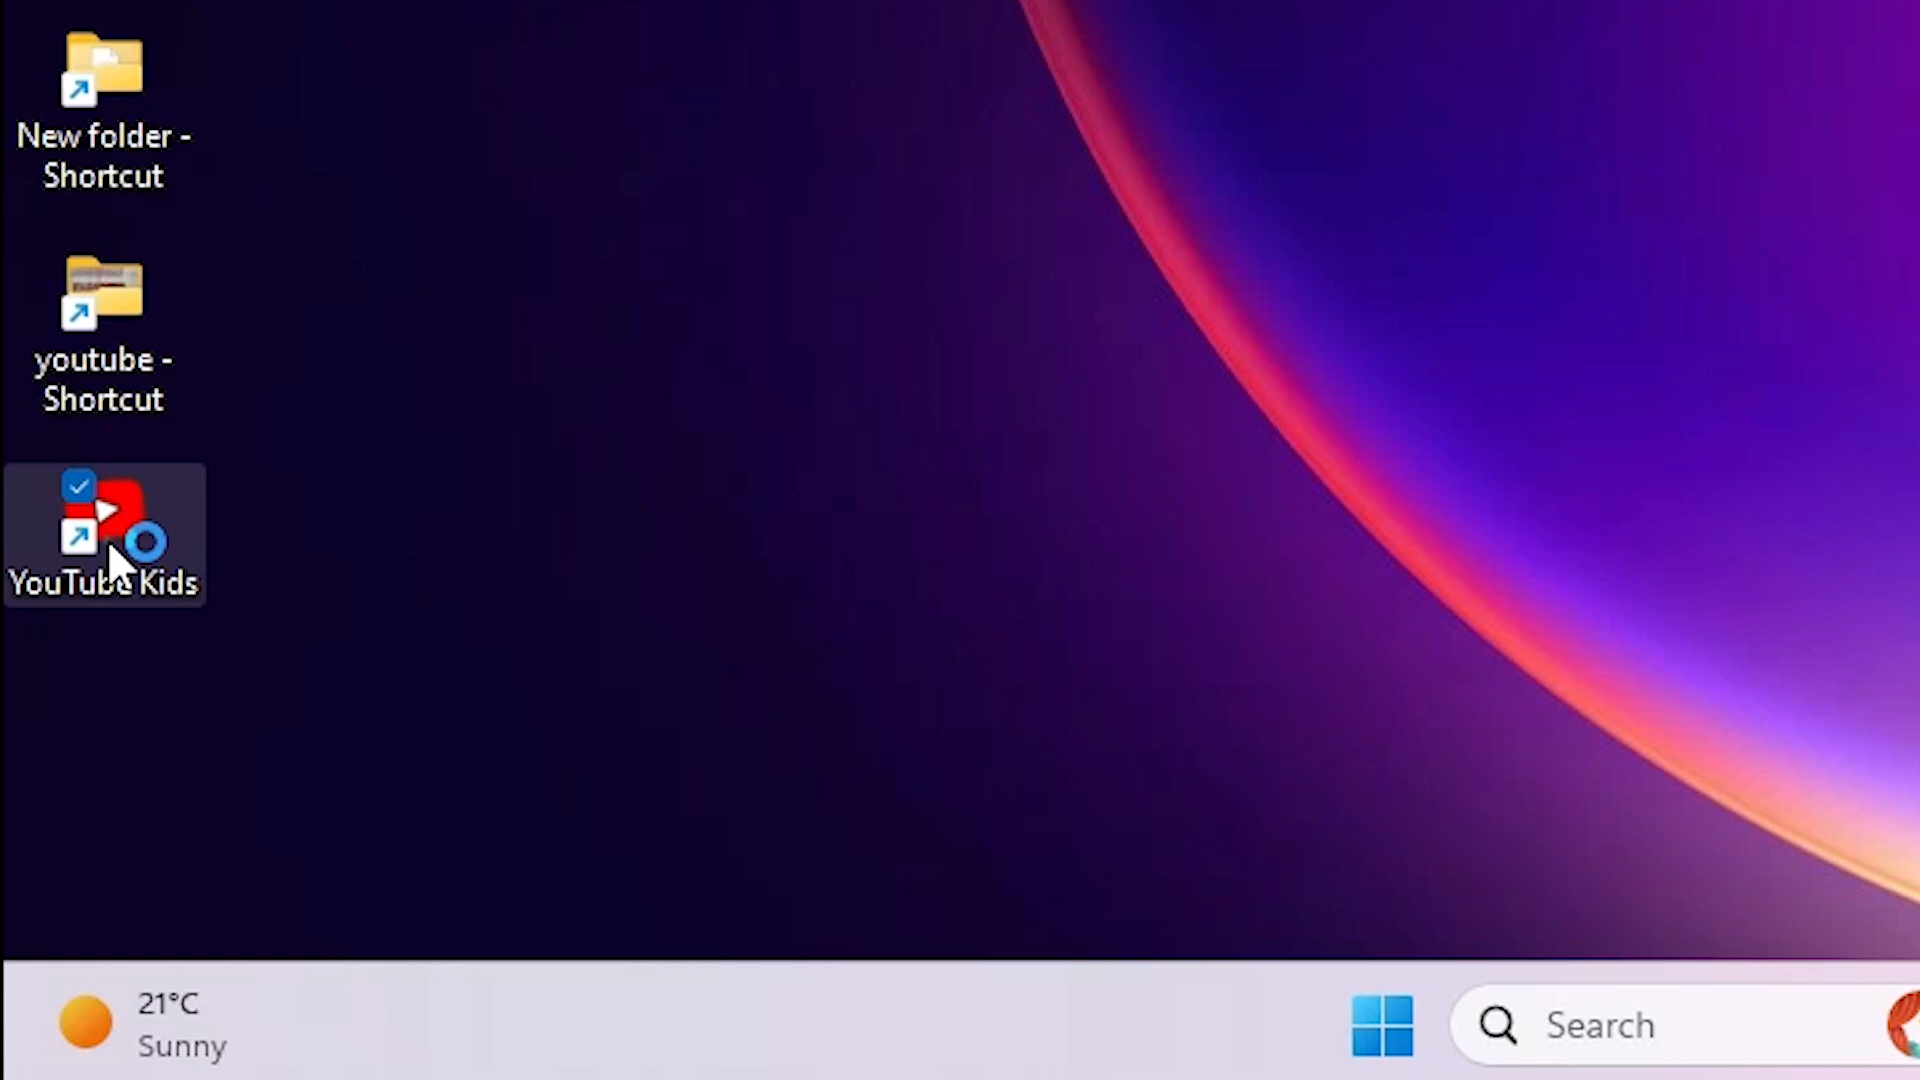 New folder -
Shortcut
youtube -
Shortcut
YouTube Kids
21°C
Sunny
Search